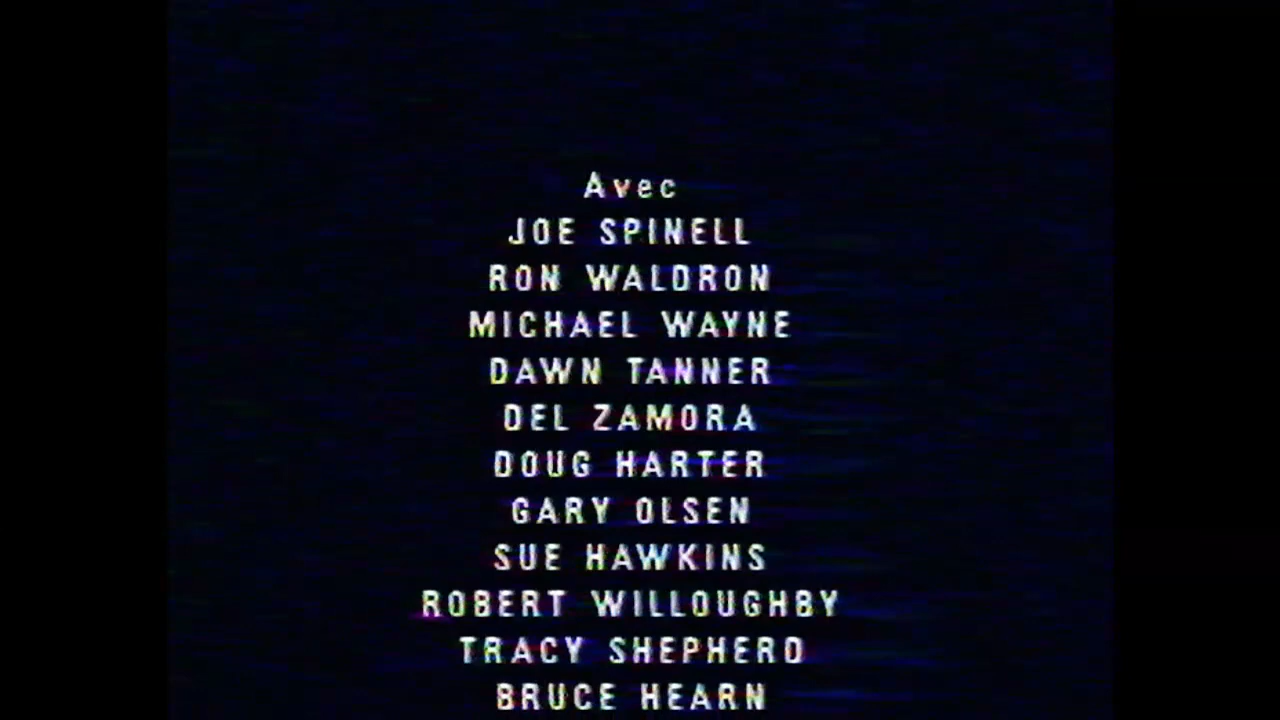 Avec
JOE SPINELL
RON WALDRON
MICHAEL WAYNE
DAWN TANNER
DEL ZAMORA
DOUG HARTER
GARY OLSEN
SUE HAWKINS
ROBERT WILLOUGHBY
TRACY SHEPHERD
BRUCE HEARN